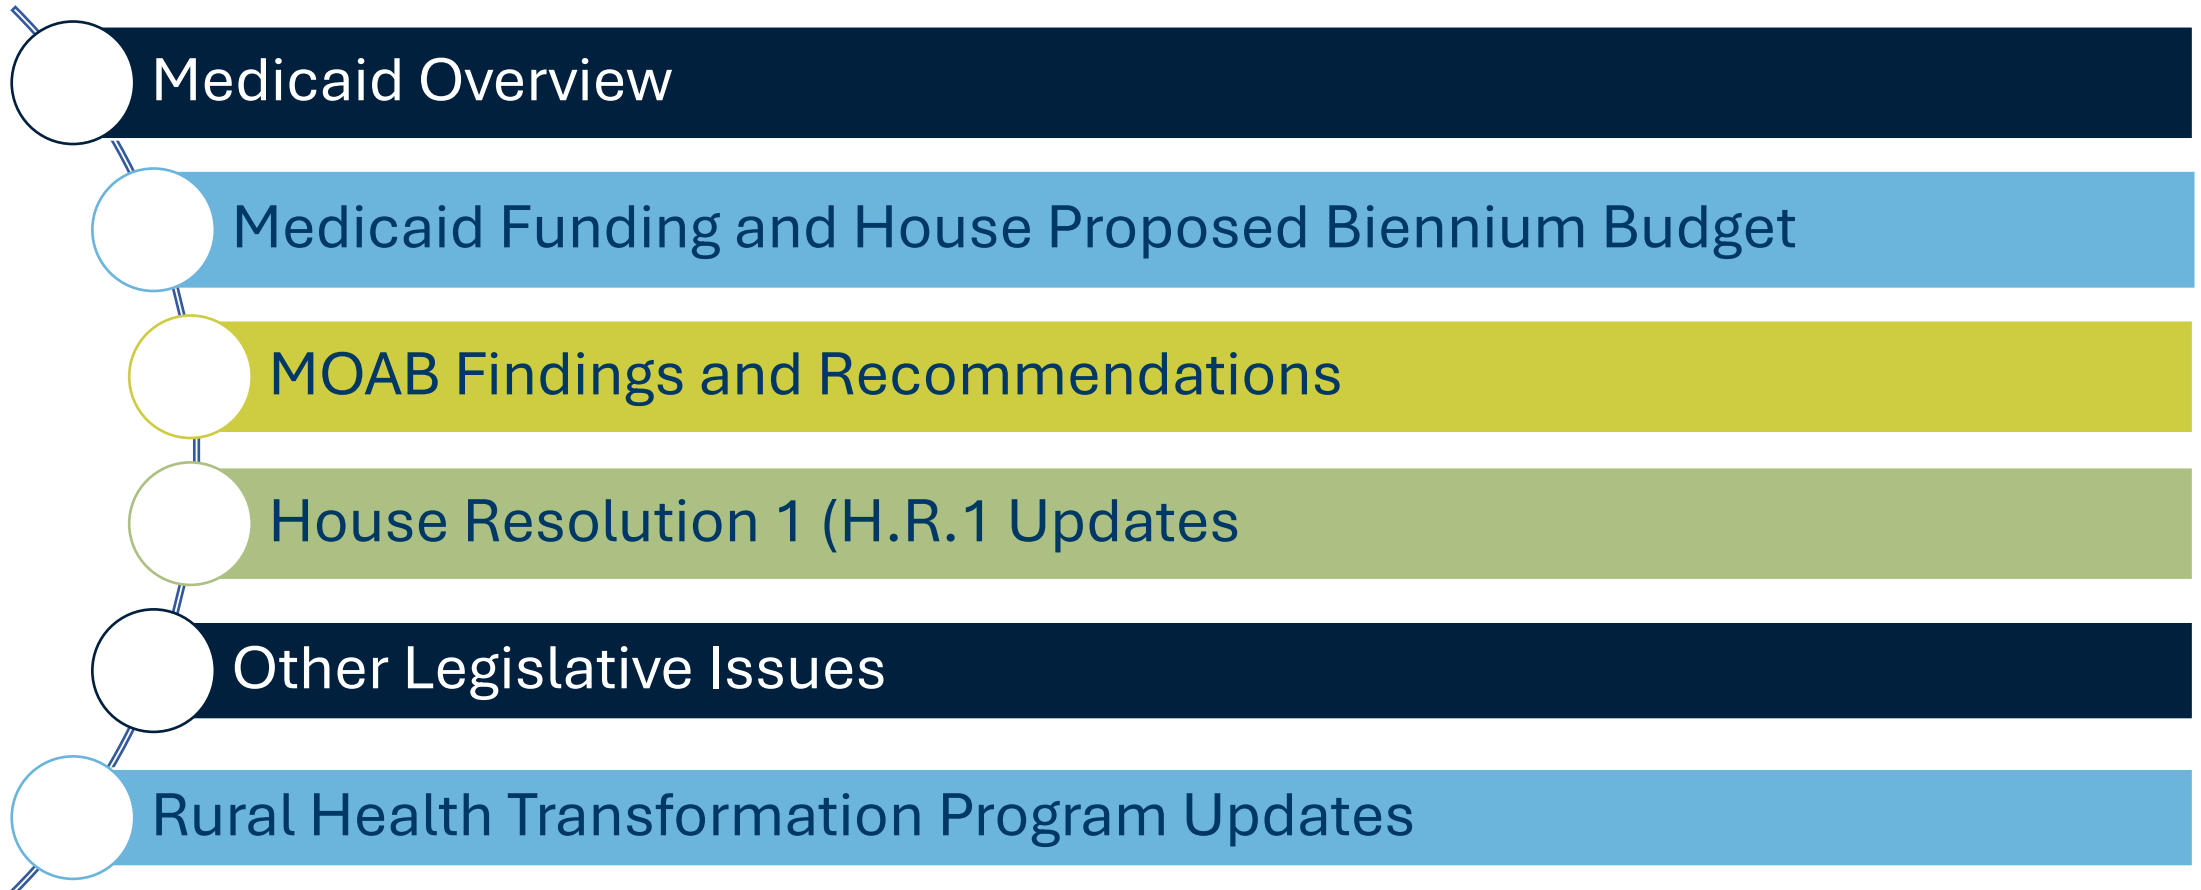 Medicaid Overview
Medicaid Funding and House Proposed Biennium Budget
MOAB Findings and Recommendations
House Resolution 1 (H.R.1 Updates
Other Legislative Issues
Rural Health Transformation Program Updates